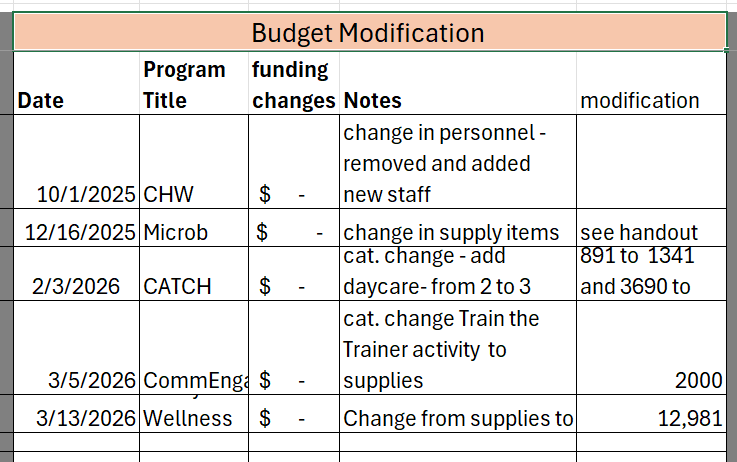 Budget Modification
Program funding
Date Title changes Notes modification
change in personnel -
removed and added
10/1/2025 CHW $ - new staff
12/16/2025 Microb $ - change in supply items see handout
cat. change - add 891 to 1341
2/3/2026 CATCH $ - daycare- from 2 to 3 and 3690 to
cat. change Train the
Trainer activity to
3/5/2026 CommEnga $ - supplies 2000
3/13/2026 Wellness $ - Change from supplies to 12,981